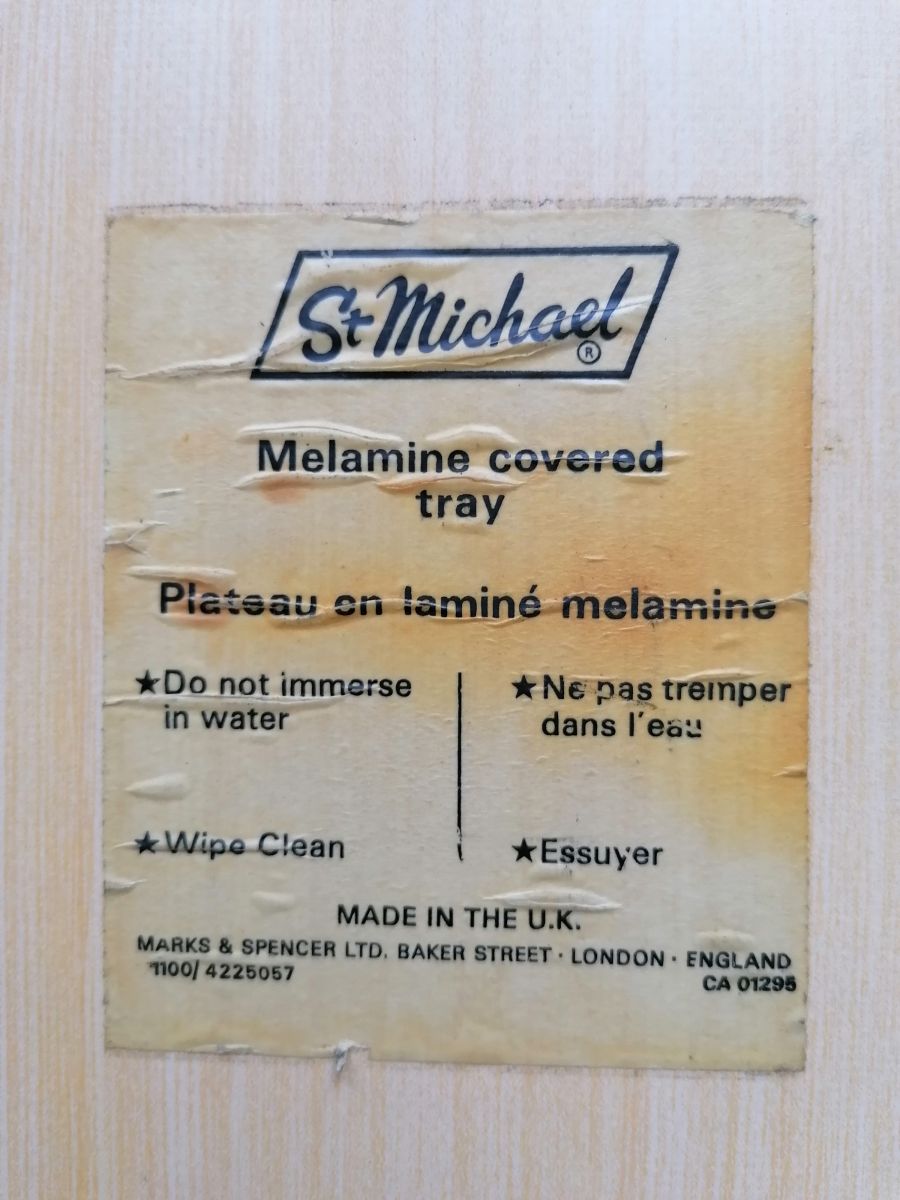 St Michael ®
Melamine covered
tray
Plateau en laminé melamine
★Do not immerse
in water
★Wipe Clean
★Ne pas tremper
dans l'eau
★Essuyer
MADE IN THE U.K.
MARKS & SPENCER LTD. BAKER STREET · LONDON · ENGLAND
1100/ 4225057
CA 01295